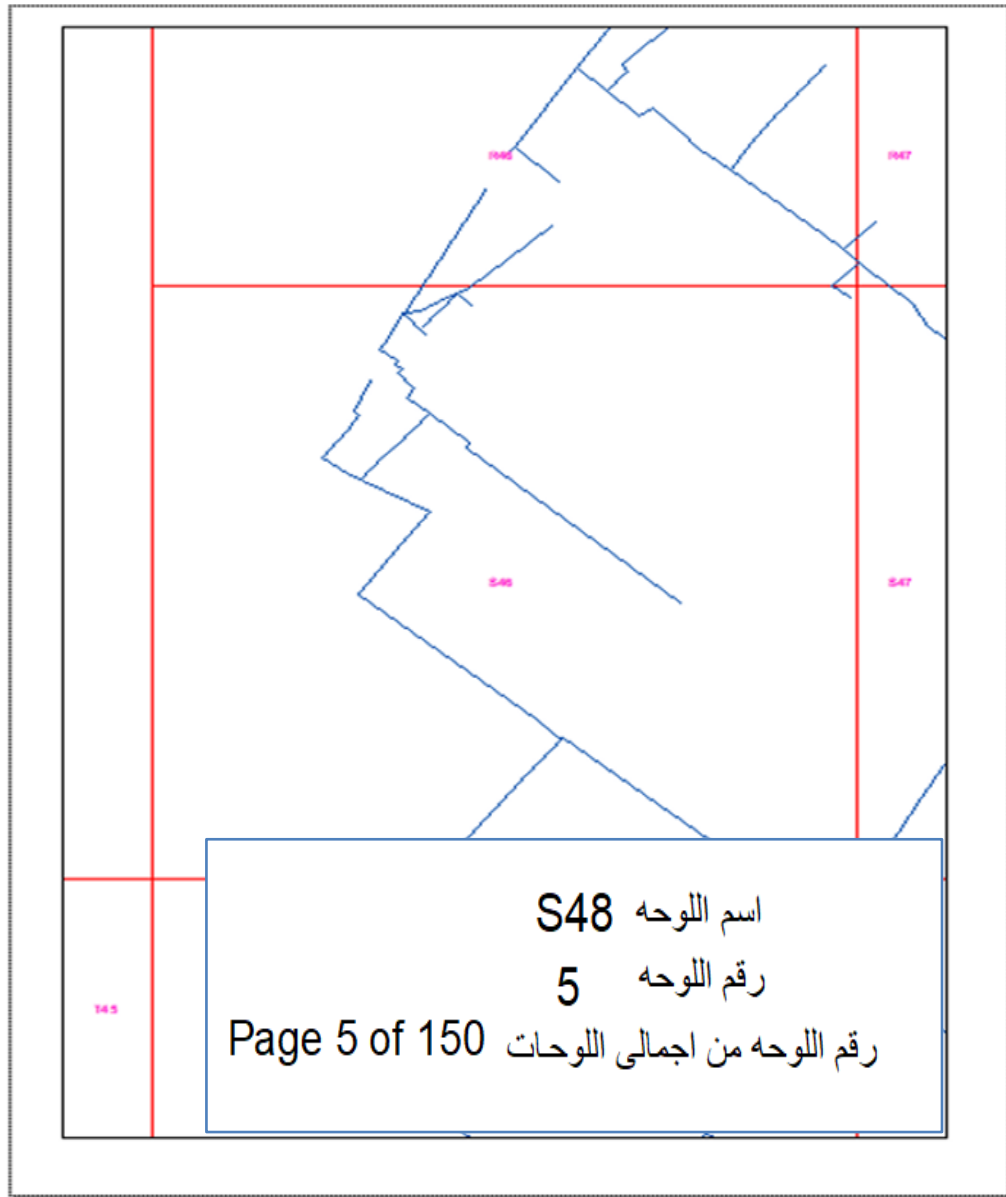 R46 R47
S46 S47
T45
اسم اللوحه S48
رقم اللوحه 5
رقم اللوحه من اجمالى اللوحات Page 5 of 150